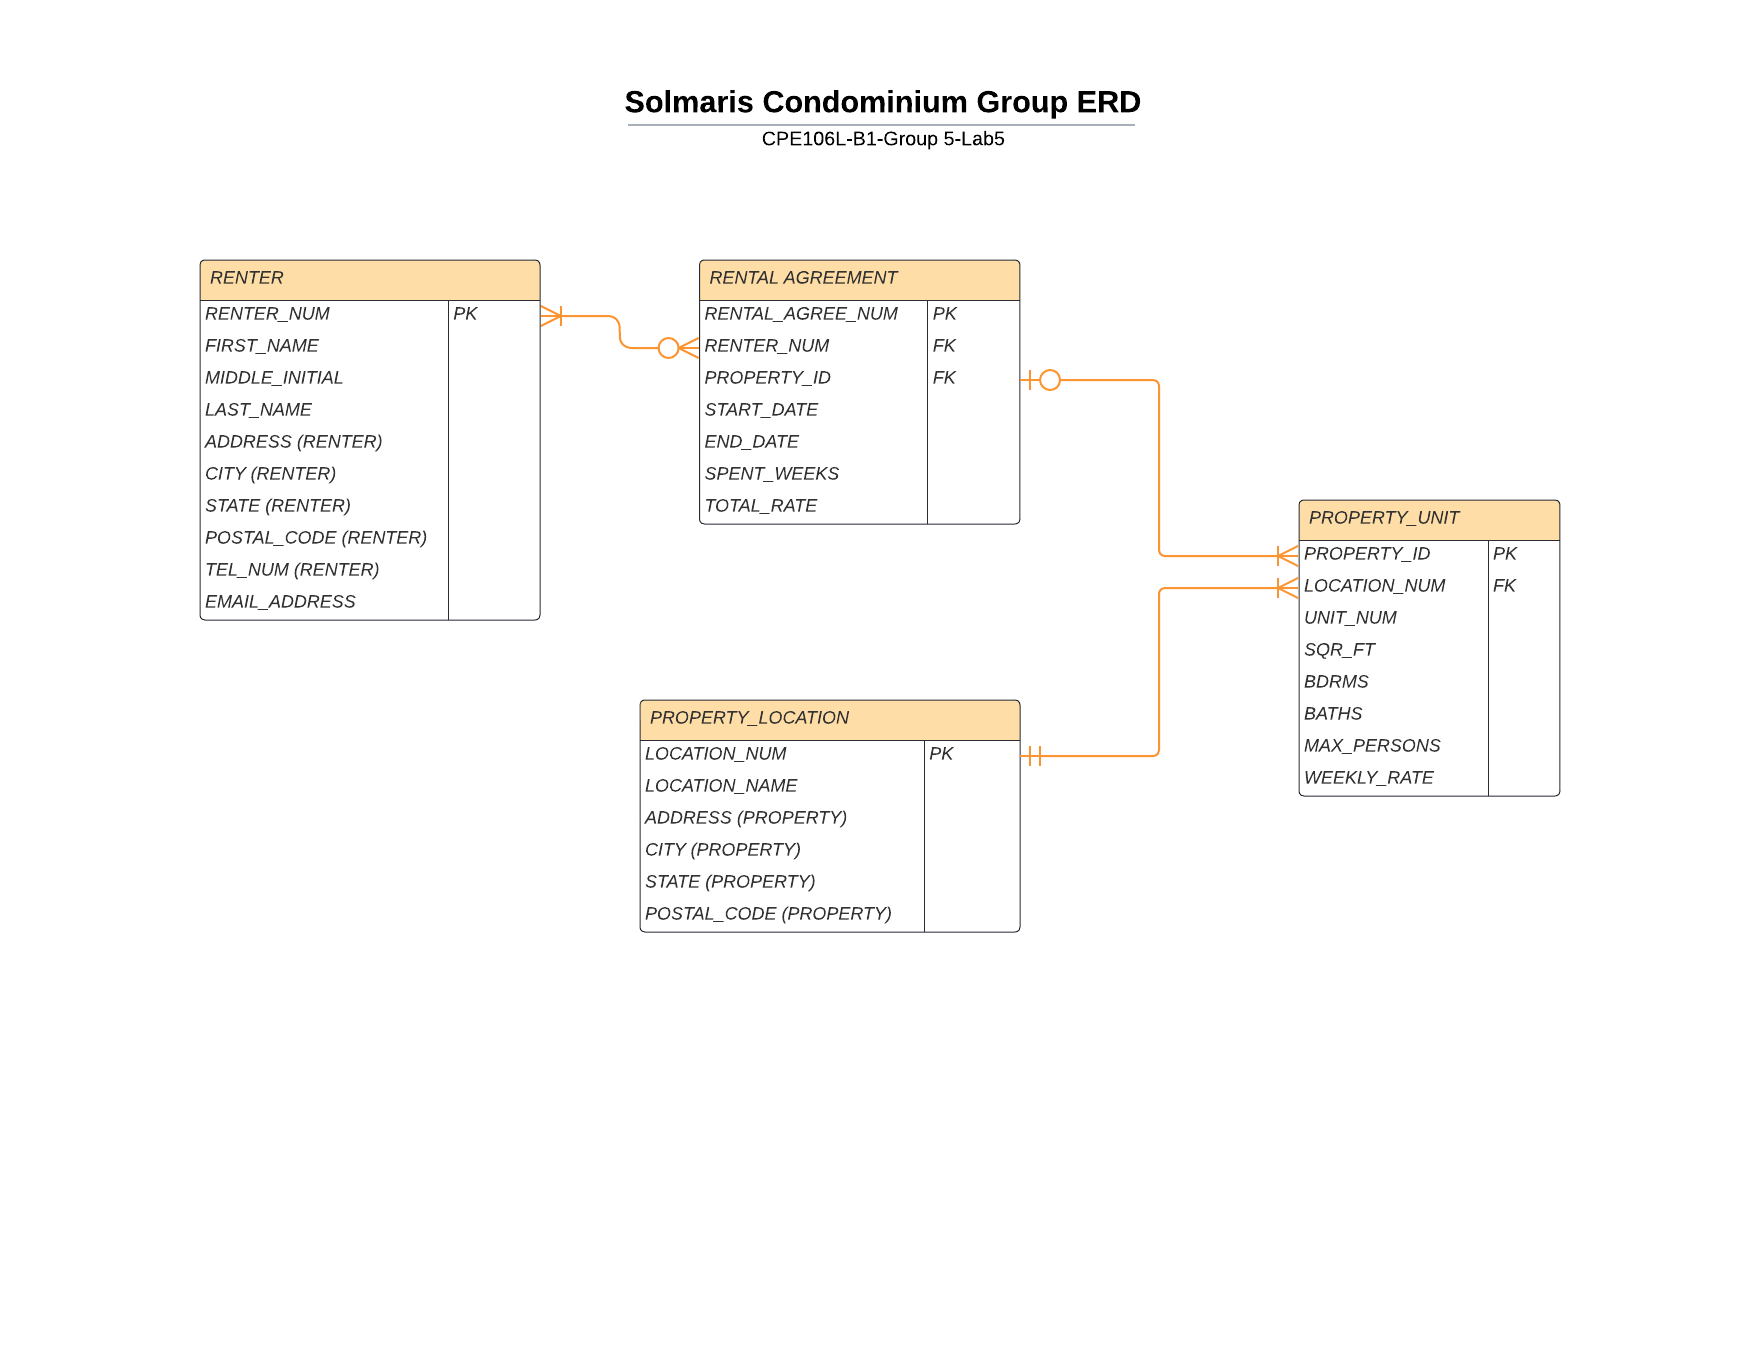 Solmaris Condominium Group ERD
CPE106L-B1-Group 5-Lab5
RENTER
RENTER_NUM PK
FIRST_NAME
MIDDLE_INITIAL
LAST_NAME
ADDRESS (RENTER)
CITY (RENTER)
STATE (RENTER)
POSTAL_CODE (RENTER)
TEL_NUM (RENTER)
EMAIL_ADDRESS
RENTAL AGREEMENT
RENTAL_AGREE_NUM PK
RENTER_NUM FK
PROPERTY_ID FK
START_DATE
END_DATE
SPENT_WEEKS
TOTAL_RATE
PROPERTY_UNIT
PROPERTY_ID PK
LOCATION_NUM FK
UNIT_NUM
SQR_FT
BDRMS
BATHS
MAX_PERSONS
WEEKLY_RATE
PROPERTY_LOCATION
LOCATION_NUM PK
LOCATION_NAME
ADDRESS (PROPERTY)
CITY (PROPERTY)
STATE (PROPERTY)
POSTAL_CODE (PROPERTY)